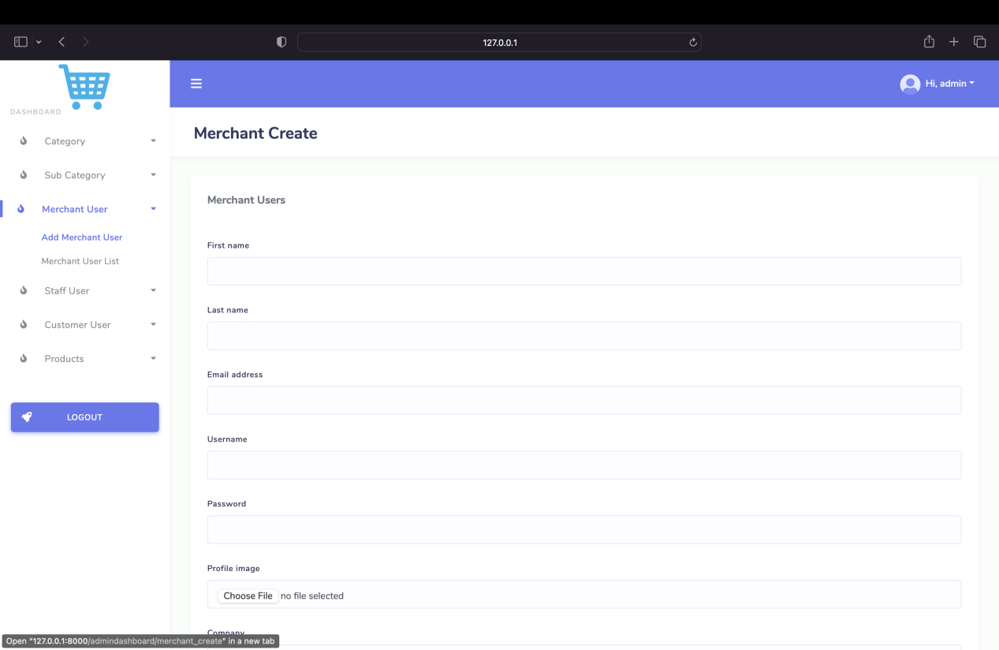 127.0.0.1
Hi, admin
DASHBOARD
Category
Sub Category
Merchant User
Add Merchant User
Merchant User List
Staff User
Customer User
Products
LOGOUT
Merchant Create
Merchant Users
First name
Last name
Email address
Username
Password
Profile image
Choose File no file selected
Company
Open "127.0.0.1:8000/admindashboard/merchant_create" in a new tab